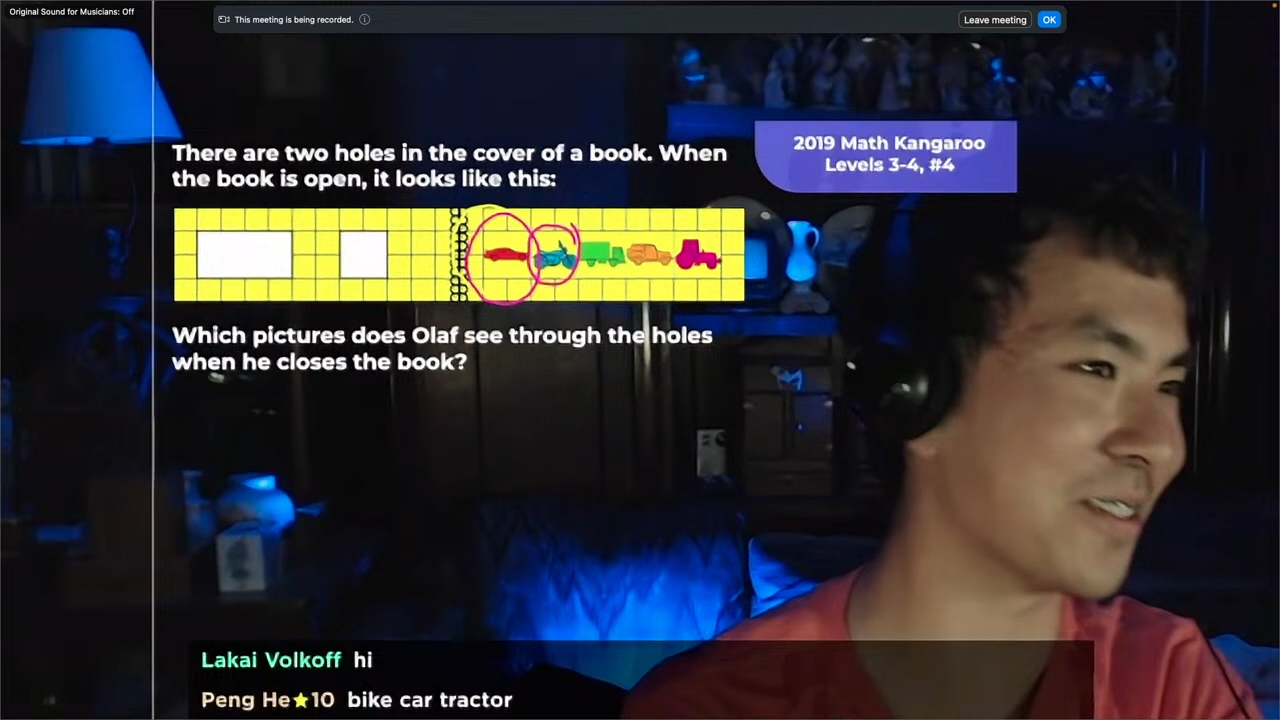 Original Sound for Musicians: Off
This meeting is being recorded.
Leave meeting
OK
There are two holes in the cover of a book. When
the book is open, it looks like this:
2019 Math Kangaroo
Levels 3-4, #4
Which pictures does Olaf see through the holes
when he closes the book?
Lakai Volkoff hi
Peng He⭐10 bike car tractor